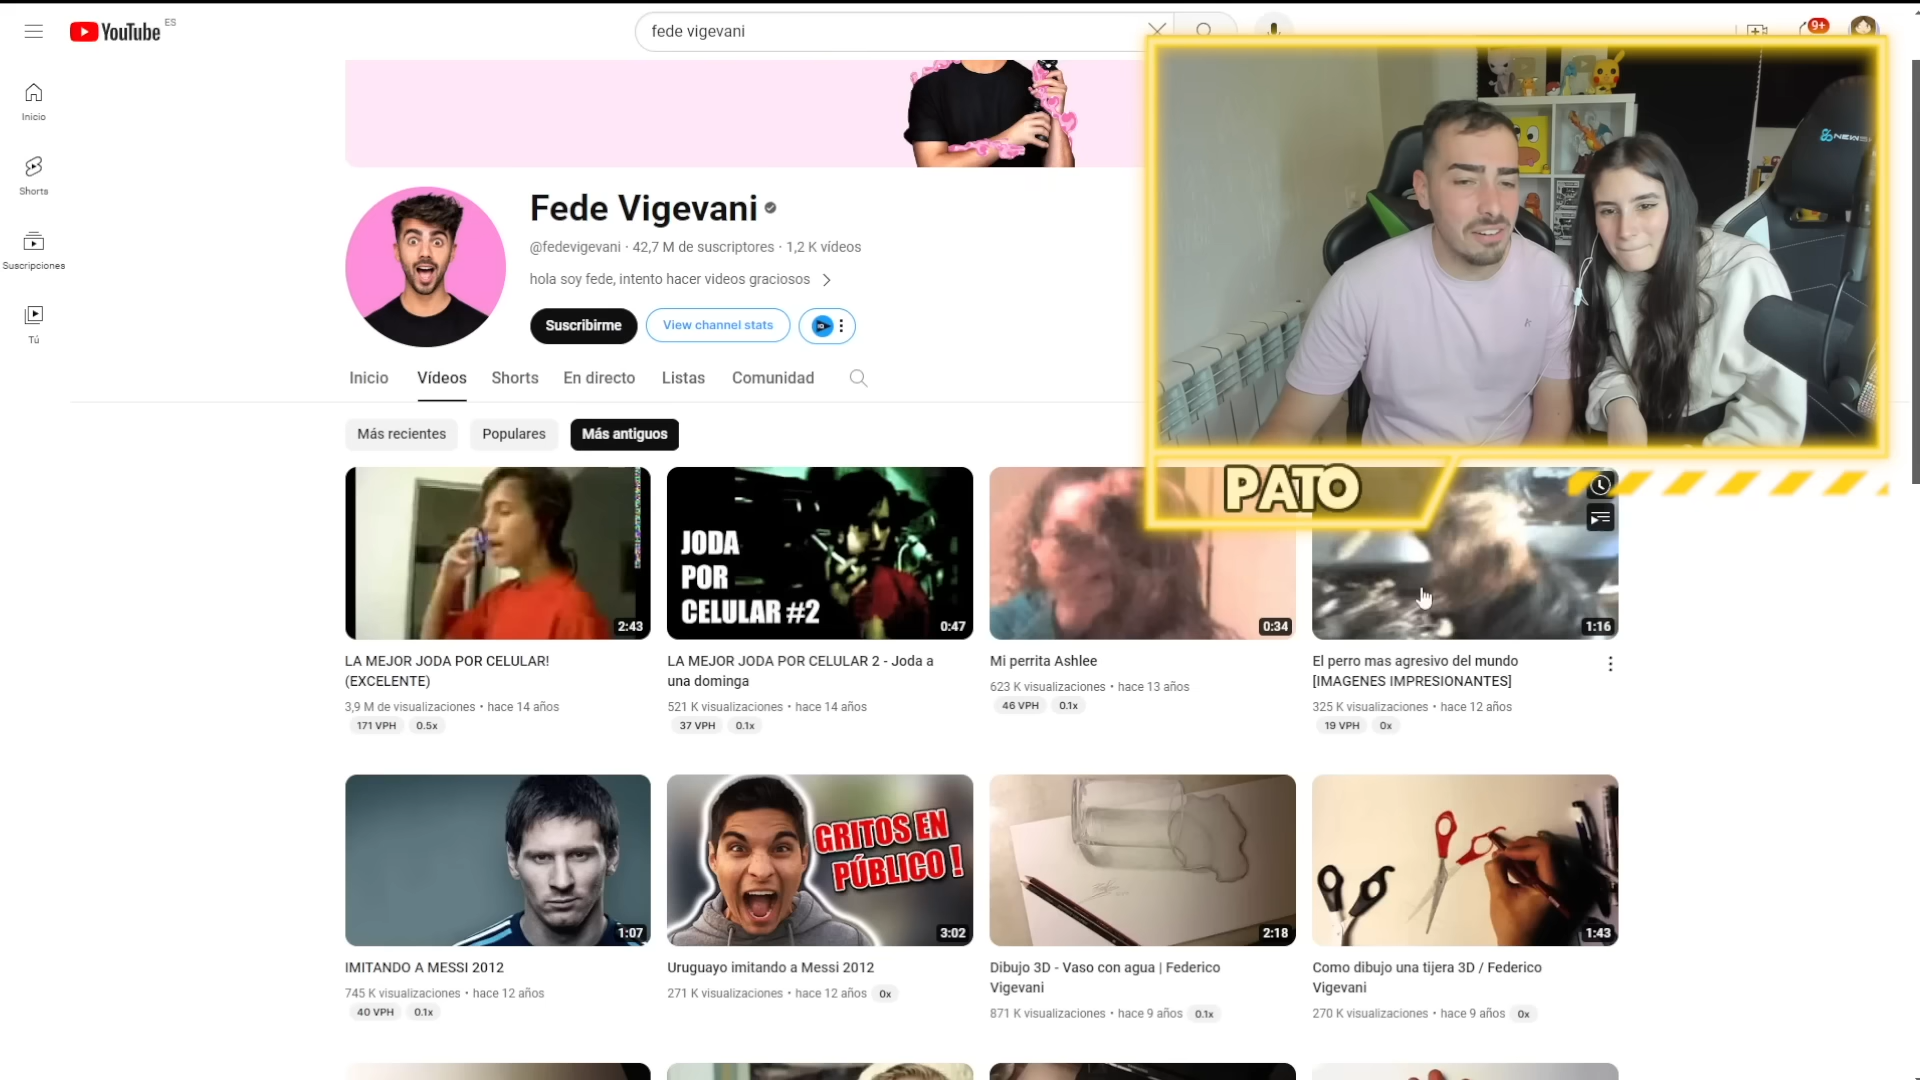 YouTube ES
fede vigevani
9+
Inicio
Shorts
Suscripciones
Tú
Fede Vigevani
@fedevigevani · 42,7 M de suscriptores · 1,2 K vídeos
hola soy fede, intento hacer videos graciosos
Suscribirme
View channel stats
Inicio
Vídeos
Shorts
En directo
Listas
Comunidad
Más recientes
Populares
Más antiguos
PATO
JODA
POR
CELULAR #2
2:43
0:47
0:34
1:16
LA MEJOR JODA POR CELULAR!
(EXCELENTE)
3,9 M de visualizaciones • hace 14 años
171 VPH
0.5x
LA MEJOR JODA POR CELULAR 2 - Joda a
una dominga
521 K visualizaciones • hace 14 años
37 VPH
0.1x
Mi perrita Ashlee
623 K visualizaciones • hace 13 años
46 VPH
0.1x
El perro mas agresivo del mundo
[IMAGENES IMPRESIONANTES]
325 K visualizaciones • hace 12 años
19 VPH
0x
GRITOS EN
PÚBLICO !
1:07
3:02
2:18
1:43
IMITANDO A MESSI 2012
745 K visualizaciones • hace 12 años
40 VPH
0.1x
Uruguayo imitando a Messi 2012
271 K visualizaciones • hace 12 años
0x
Dibujo 3D - Vaso con agua | Federico
Vigevani
871 K visualizaciones • hace 9 años
0.1x
Como dibujo una tijera 3D / Federico
Vigevani
270 K visualizaciones • hace 9 años
0x